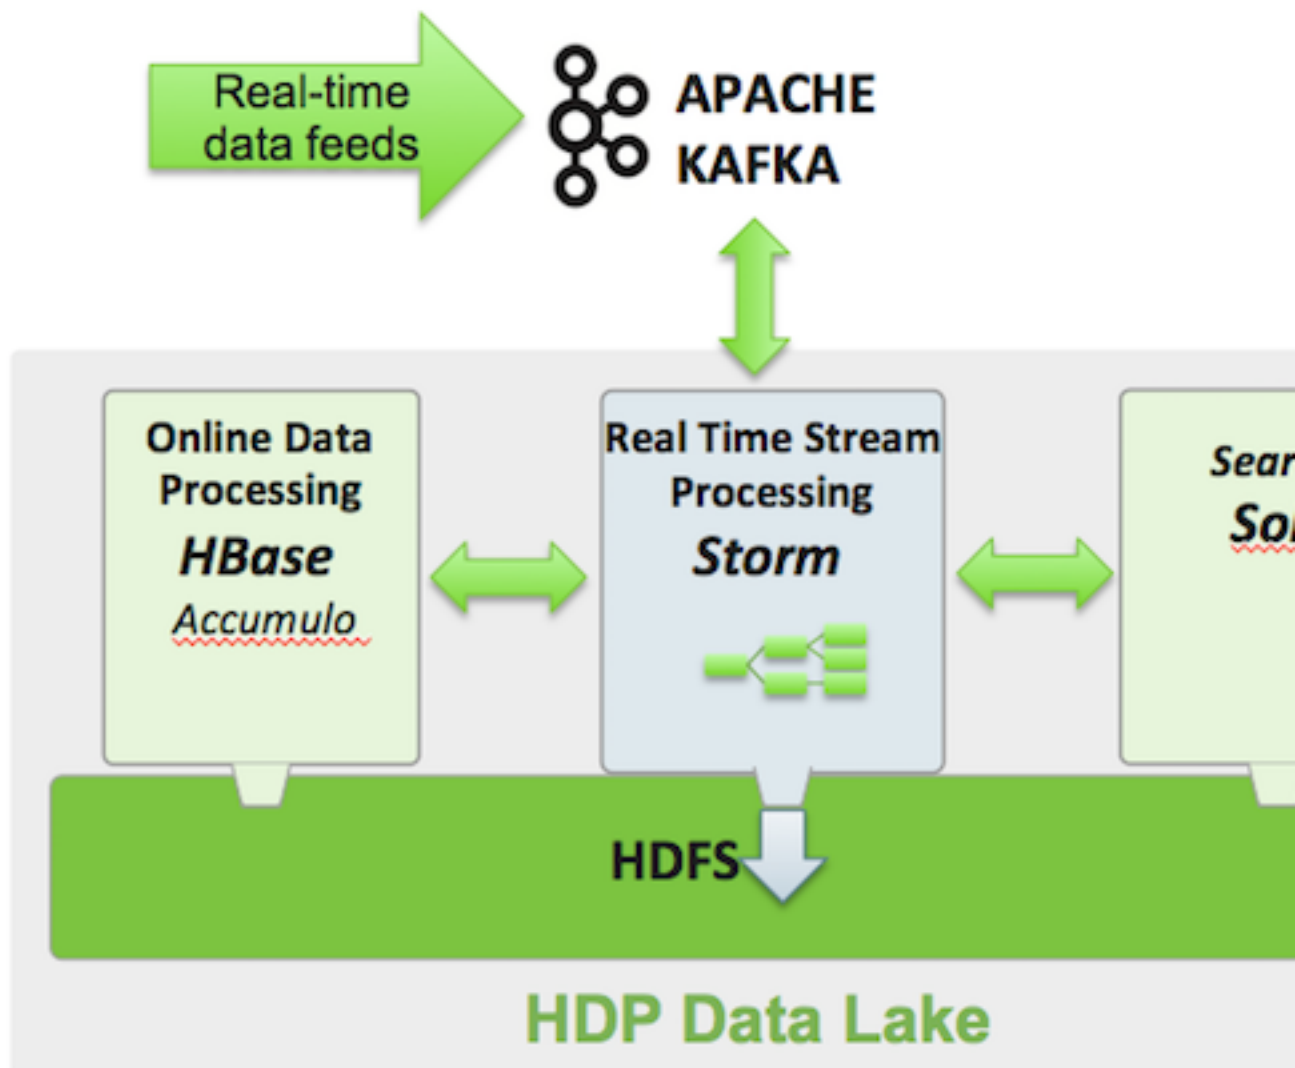 Real-time
data feeds
APACHE
KAFKA
Online Data
Processing
HBase
Accumulo
Real Time Stream
Processing
Storm
HDFS
HDP Data Lake